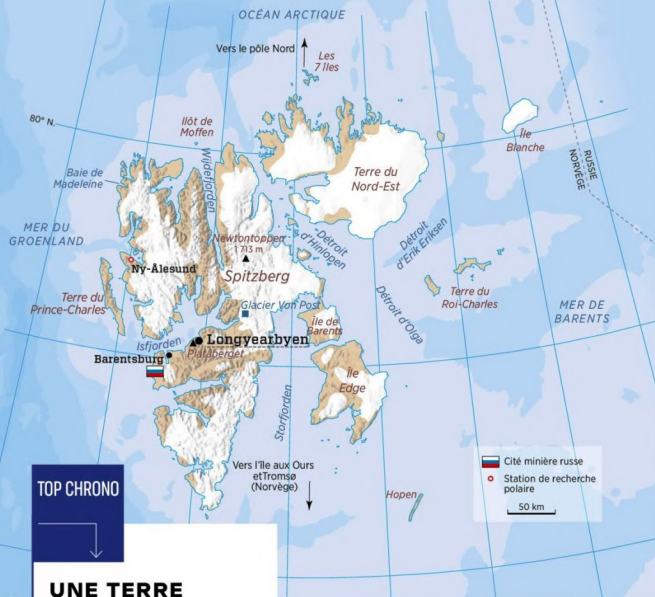 OCÉAN ARCTIQUE
Vers le pôle Nord
Les
7 îles
80° N.
Ilôt de
Moffen
Île
Blanche
RUSSIE
NORVÈGE
Baie de
Madeleine
Wijdefjorden
Terre du
Nord-Est
MER DU
GROENLAND
Newtontoppen
1 713 m
Détroit
d'Hinlopen
Détroit
d'Erik Eriksen
Ny-Ålesund
Spitzberg
Terre du
Prince-Charles
Glacier Von Post
Détroit d'Olga
Terre du
Roi-Charles
MER DE
BARENTS
Île de
Barents
Isfjorden
Longyearbyen
Barentsburg
Plataberget
Île
Edge
Storfjorden
Vers l'île aux Ours
etTromsø
(Norvège)
Hopen
Cité minière russe
Station de recherche
polaire
50 km
TOP CHRONO
UNE TERRE